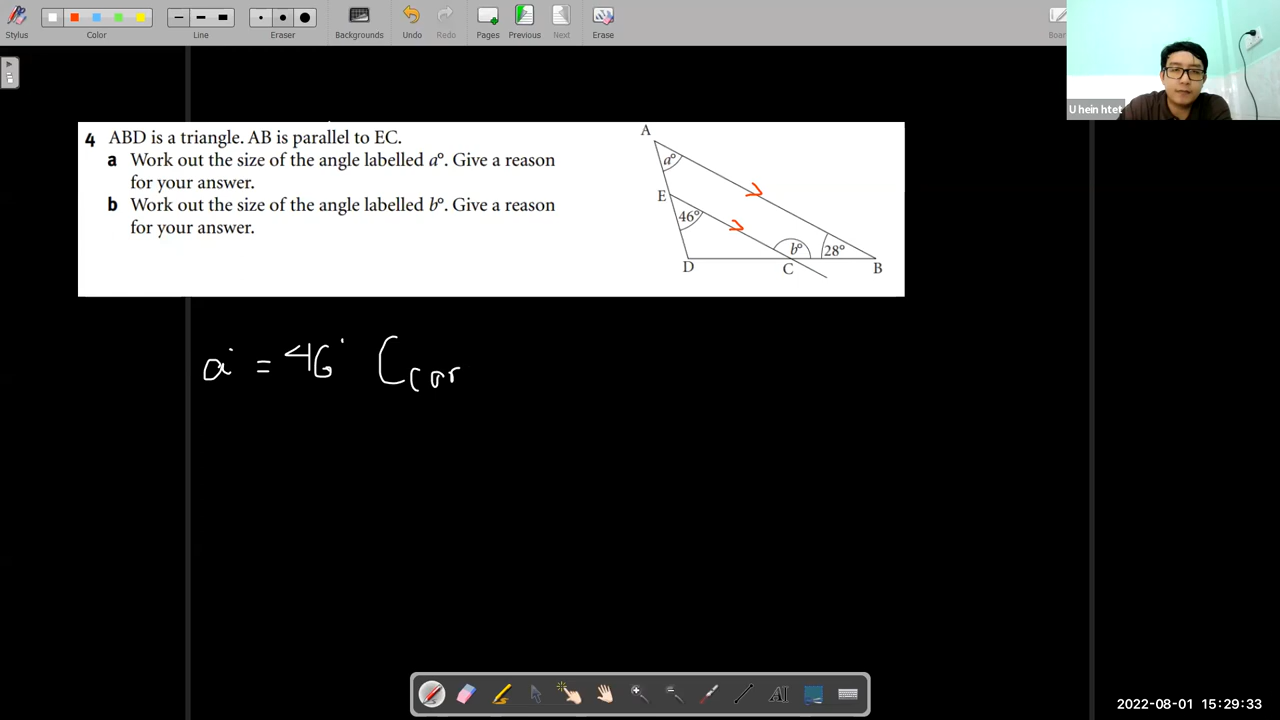 Stylus
Color
Line
Eraser
Backgrounds
Undo
Redo
Pages
Previous
Next
Erase
Boar
U hein htet
4 ABD is a triangle. AB is parallel to EC.
a Work out the size of the angle labelled a°. Give a reason
for your answer.
b Work out the size of the angle labelled b°. Give a reason
for your answer.
A
a°
E
46°
b°
28°
D
C
B
a° = 46° (cor
AI
2022-08-01 15:29:33